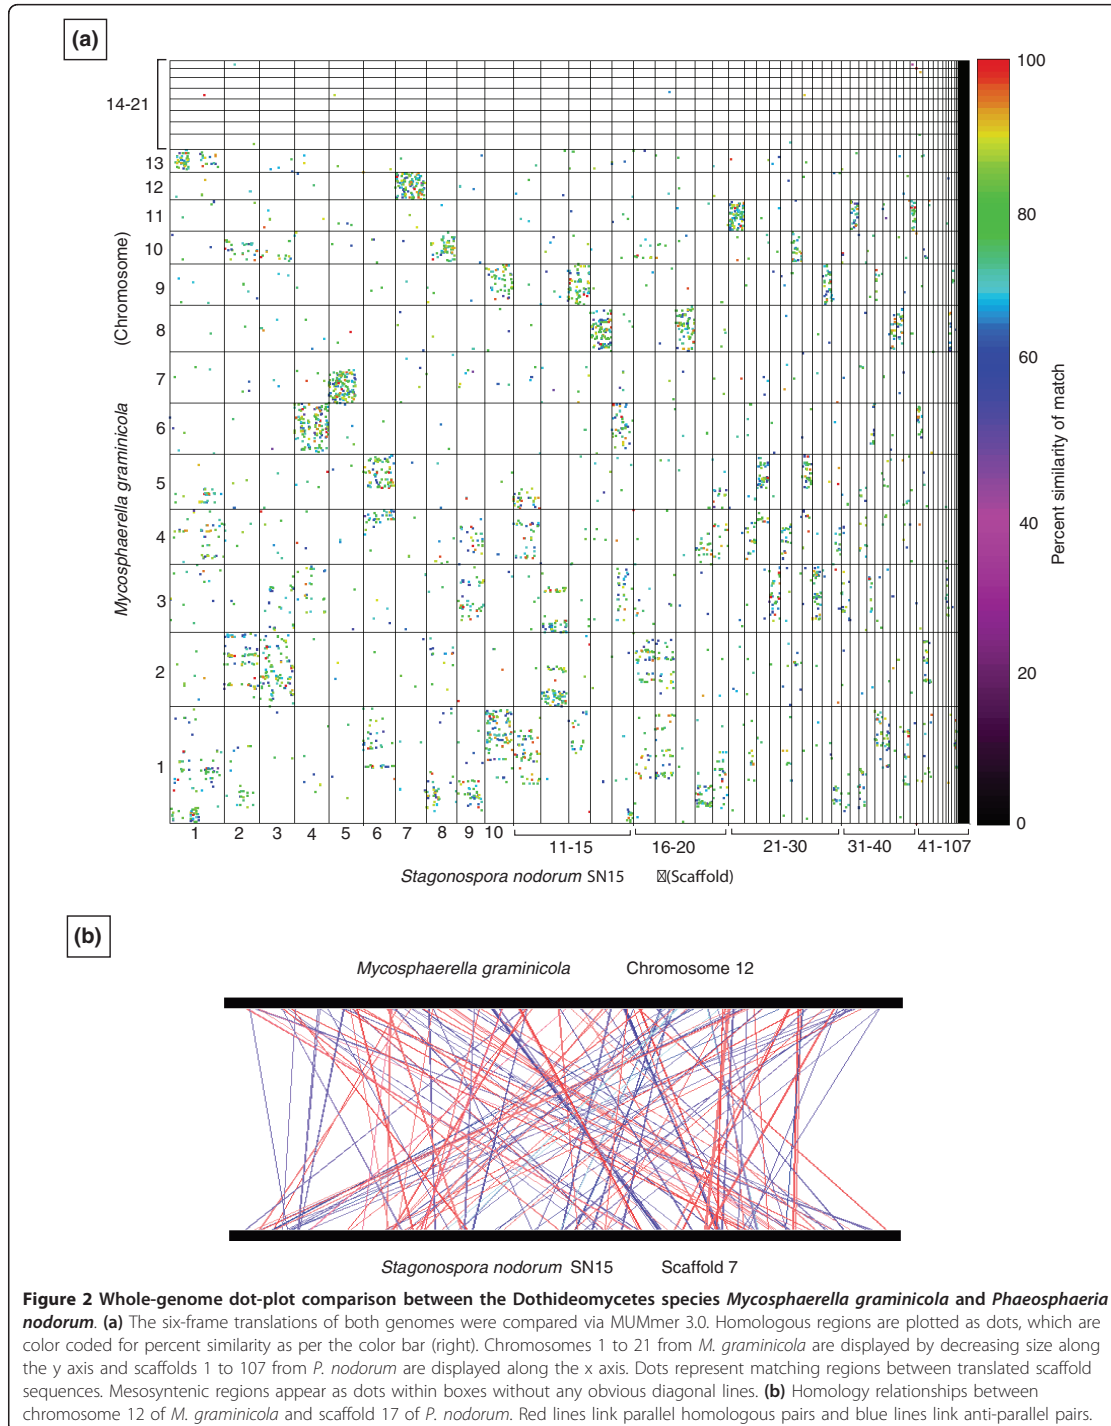 (a)
14-21
13
12
11
10
9
8
7
6
5
4
3
2
1
(Chromosome)
Mycosphaerella graminicola
100
80
60
40
20
0
Percent similarity of match
1 2 3 4 5 6 7 8 9 10
11-15 16-20 21-30 31-40 41-107
Stagonospora nodorum SN15 (Scaffold)
(b)
Mycosphaerella graminicola Chromosome 12
Stagonospora nodorum SN15 Scaffold 7
Figure 2 Whole-genome dot-plot comparison between the Dothideomycetes species Mycosphaerella graminicola and Phaeosphaeria
nodorum. (a) The six-frame translations of both genomes were compared via MUMmer 3.0. Homologous regions are plotted as dots, which are
color coded for percent similarity as per the color bar (right). Chromosomes 1 to 21 from M. graminicola are displayed by decreasing size along
the y axis and scaffolds 1 to 107 from P. nodorum are displayed along the x axis. Dots represent matching regions between translated scaffold
sequences. Mesosyntenic regions appear as dots within boxes without any obvious diagonal lines. (b) Homology relationships between
chromosome 12 of M. graminicola and scaffold 17 of P. nodorum. Red lines link parallel homologous pairs and blue lines link anti-parallel pairs.